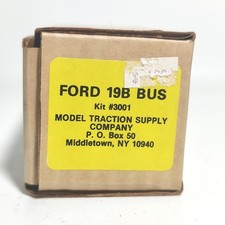 FORD 19B BUS
Kit #3001
MODEL TRACTION SUPPLY
COMPANY
P. O. Box 50
Middletown, NY 10940